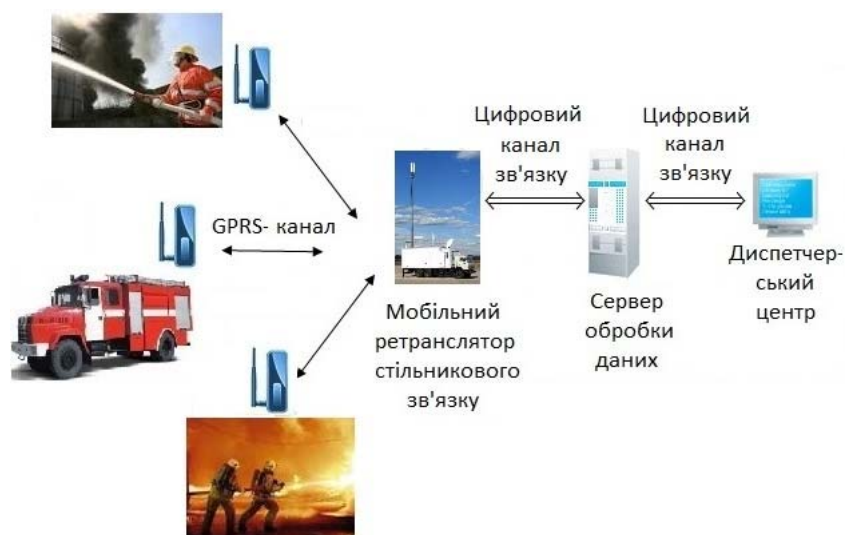 Цифровий
канал
зв'язку
Цифровий
канал
зв'язку
GPRS- канал
Мобільний
ретранслятор
стільникового
зв'язку
Сервер
обробки
даних
Диспетчер-
ський
центр